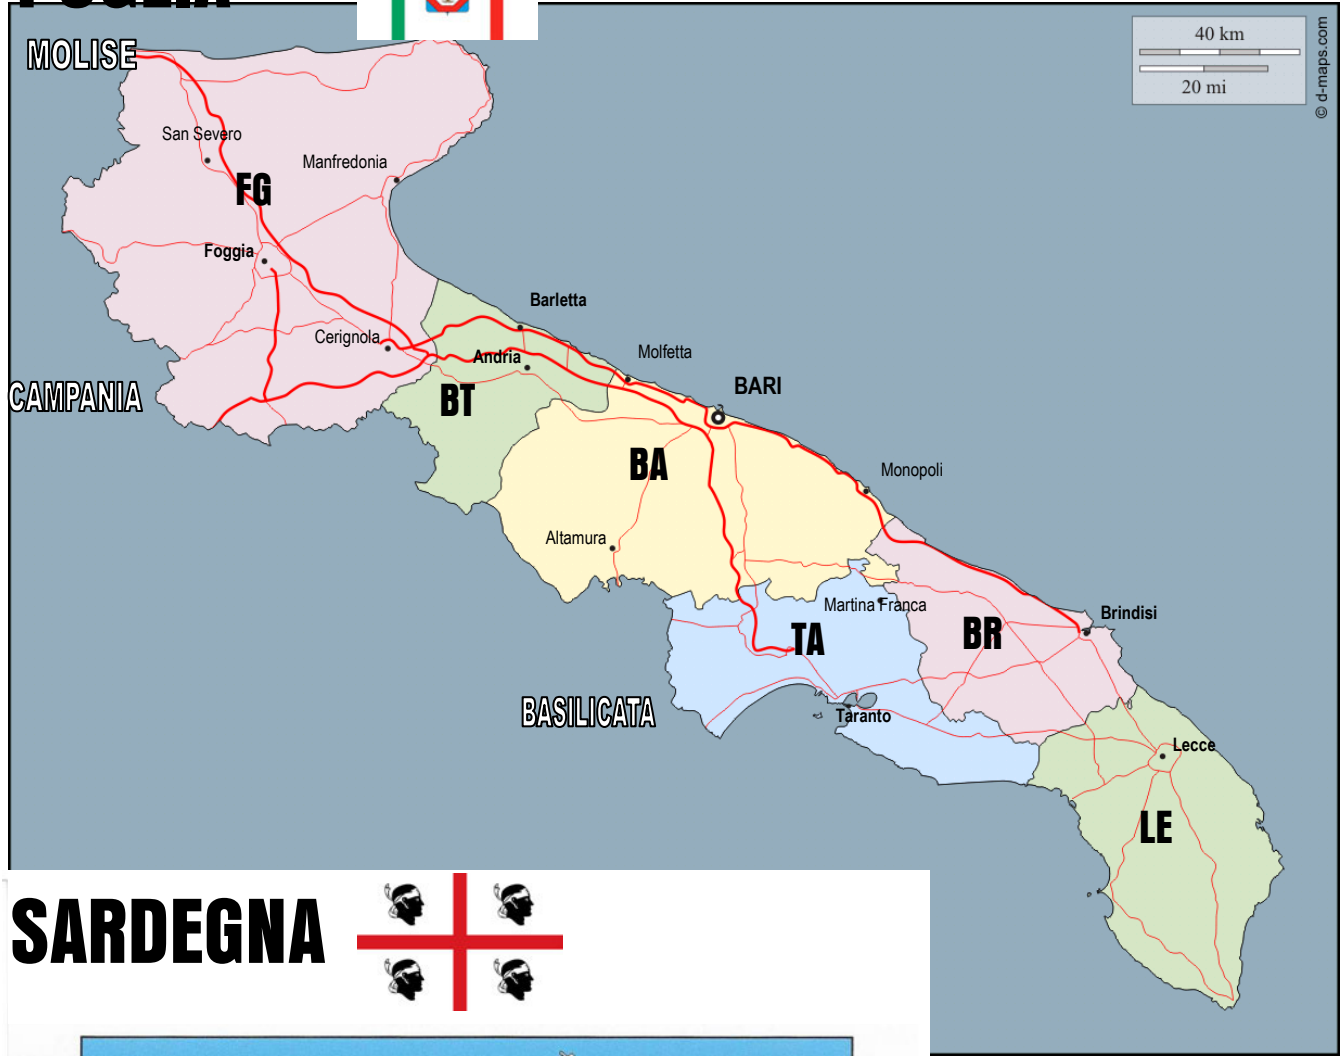 PUGLIA
MOLISE
40 km
20 mi
© d-maps.com
San Severo
Manfredonia
FG
Foggia
Barletta
Cerignola
Molfetta
Andria
CAMPANIA
BT
BARI
BA
Monopoli
Altamura
Martina Franca
Brindisi
TA
BR
BASILICATA
Taranto
Lecce
LE
SARDEGNA